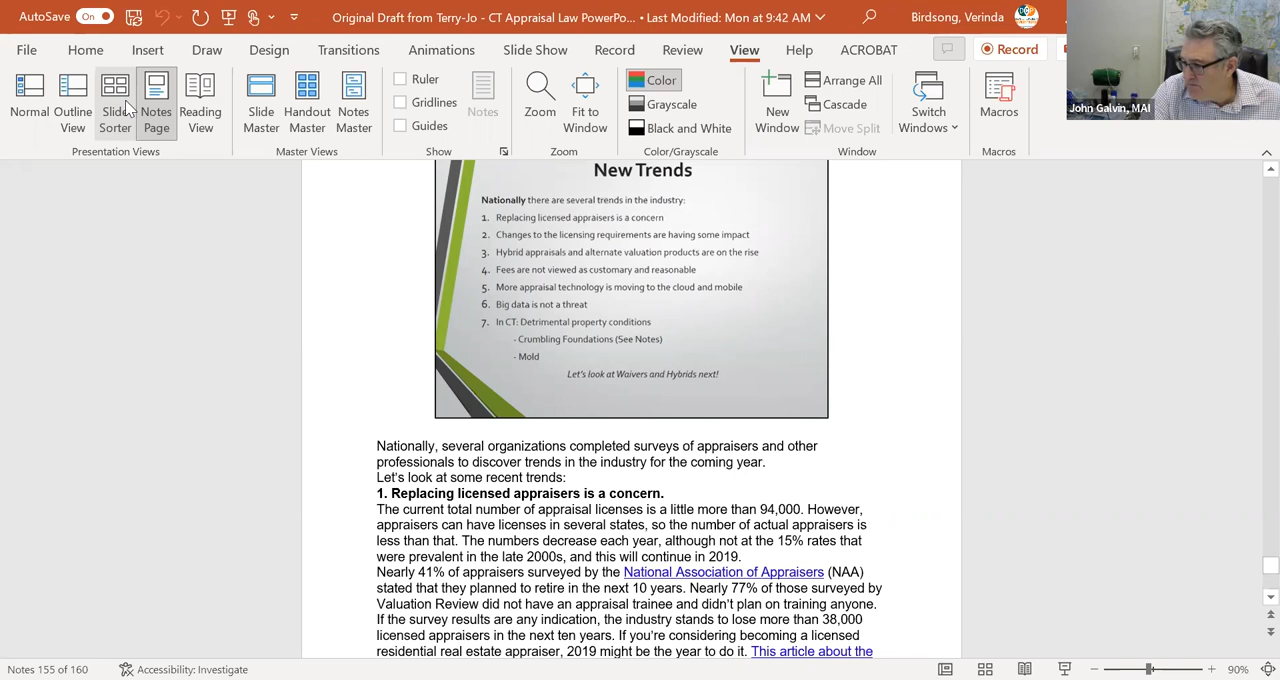 AutoSave On Original Draft from Terry-Jo - CT Appraisal Law PowerPo... • Last Modified: Mon at 9:42 AM Birdsong, Verinda
File Home Insert Draw Design Transitions Animations Slide Show Record Review View Help ACROBAT Record
Normal Outline View Slide Sorter Notes Page Reading View
Presentation Views
Slide Master Handout Master Notes Master
Master Views
Ruler
Gridlines
Guides
Notes
Show
Zoom Fit to Window
Zoom
Color
Grayscale
Black and White
Color/Grayscale
New Window
Arrange All
Cascade
Move Split
Switch Windows
Window
Macros
Macros
John Galvin, MAI
New Trends
Nationally there are several trends in the industry:
1. Replacing licensed appraisers is a concern
2. Changes to the licensing requirements are having some impact
3. Hybrid appraisals and alternate valuation products are on the rise
4. Fees are not viewed as customary and reasonable
5. More appraisal technology is moving to the cloud and mobile
6. Big data is not a threat
7. In CT: Detrimental property conditions
- Crumbling Foundations (See Notes)
- Mold
Let's look at Waivers and Hybrids next!
Nationally, several organizations completed surveys of appraisers and other
professionals to discover trends in the industry for the coming year.
Let's look at some recent trends:
1. Replacing licensed appraisers is a concern.
The current total number of appraisal licenses is a little more than 94,000. However,
appraisers can have licenses in several states, so the number of actual appraisers is
less than that. The numbers decrease each year, although not at the 15% rates that
were prevalent in the late 2000s, and this will continue in 2019.
Nearly 41% of appraisers surveyed by the National Association of Appraisers (NAA)
stated that they planned to retire in the next 10 years. Nearly 77% of those surveyed by
Valuation Review did not have an appraisal trainee and didn't plan on training anyone.
If the survey results are any indication, the industry stands to lose more than 38,000
licensed appraisers in the next ten years. If you're considering becoming a licensed
residential real estate appraiser, 2019 might be the year to do it. This article about the
Notes 155 of 160 Accessibility: Investigate 90%